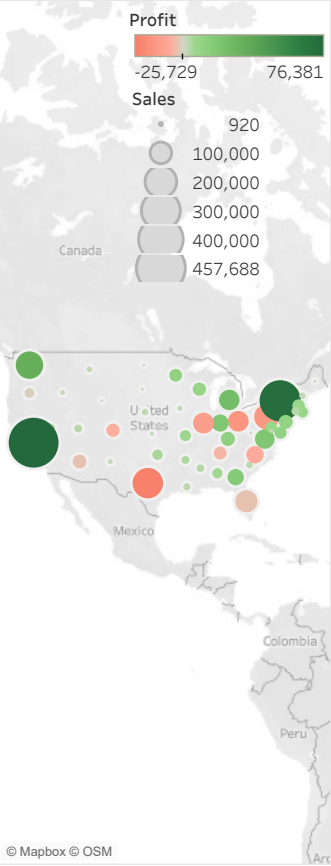 Profit
-25,729 76,381
Sales
920
100,000
200,000
300,000
400,000
457,688
Canada
United
States
Mexico
Colombia
Peru
© Mapbox © OSM